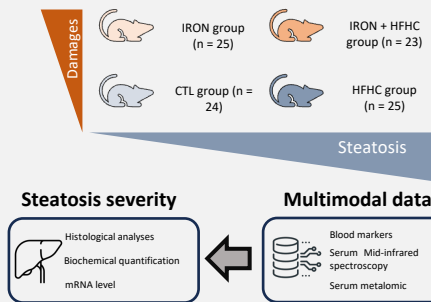 Damages
IRON group
(n = 25)
IRON + HFHC
group (n = 23)
CTL group (n =
24)
HFHC group
(n = 25)
Steatosis
Steatosis severity
Histological analyses
Biochemical quantification
mRNA level
Multimodal data
Blood markers
Serum Mid-infrared
spectroscopy
Serum metalomic